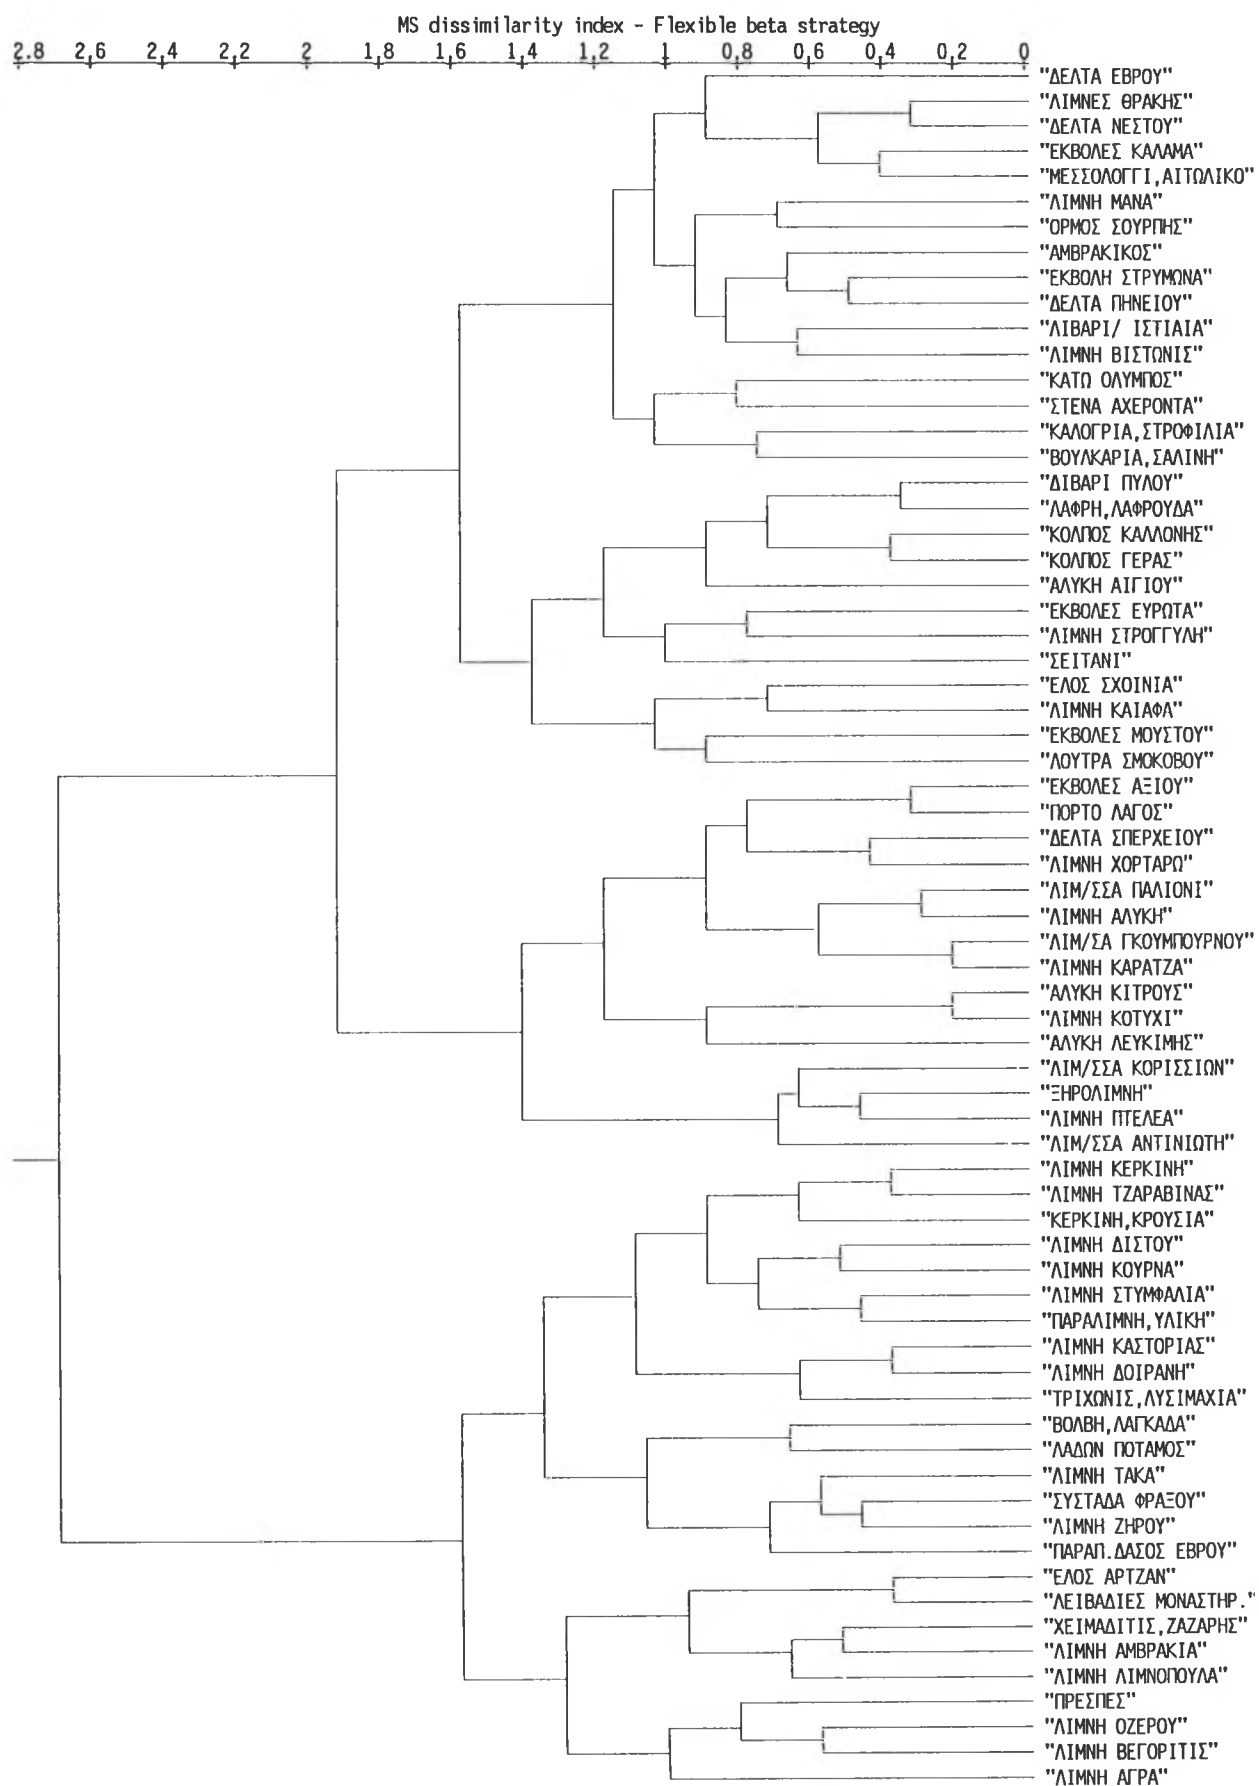 MS dissimilarity index - Flexible beta strategy
2.8 2,6 2,4 2,2 2 1,8 1,6 1,4 1,2 1 0,8 0,6 0,4 0,2 0
"ΔΕΛΤΑ ΕΒΡΟΥ"
"ΛΙΜΝΕΣ ΘΡΑΚΗΣ"
"ΔΕΛΤΑ ΝΕΣΤΟΥ"
"ΕΚΒΟΛΕΣ ΚΑΛΑΜΑ"
"ΜΕΣΣΟΛΟΓΓΙ,ΑΙΤΩΛΙΚΟ"
"ΛΙΜΝΗ ΜΑΝΑ"
"ΟΡΜΟΣ ΣΟΥΡΠΗΣ"
"ΑΜΒΡΑΚΙΚΟΣ"
"ΕΚΒΟΛΗ ΣΤΡΥΜΩΝΑ"
"ΔΕΛΤΑ ΠΗΝΕΙΟΥ"
"ΛΙΒΑΡΙ/ ΙΣΤΙΑΙΑ"
"ΛΙΜΝΗ ΒΙΣΤΩΝΙΣ"
"ΚΑΤΩ ΟΛΥΜΠΟΣ"
"ΣΤΕΝΑ ΑΧΕΡΟΝΤΑ"
"ΚΑΛΟΓΡΙΑ,ΣΤΡΟΦΙΛΙΑ"
"ΒΟΥΛΚΑΡΙΑ,ΣΑΛΙΝΗ"
"ΔΙΒΑΡΙ ΠΥΛΟΥ"
"ΛΑΦΡΗ,ΛΑΦΡΟΥΔΑ"
"ΚΟΛΠΟΣ ΚΑΛΛΟΝΗΣ"
"ΚΟΛΠΟΣ ΓΕΡΑΣ"
"ΑΛΥΚΗ ΑΙΓΙΟΥ"
"ΕΚΒΟΛΕΣ ΕΥΡΩΤΑ"
"ΛΙΜΝΗ ΣΤΡΟΓΓΥΛΗ"
"ΣΕΙΤΑΝΙ"
"ΕΛΟΣ ΣΧΟΙΝΙΑ"
"ΛΙΜΝΗ ΚΑΙΑΦΑ"
"ΕΚΒΟΛΕΣ ΜΟΥΣΤΟΥ"
"ΛΟΥΤΡΑ ΣΜΟΚΟΒΟΥ"
"ΕΚΒΟΛΕΣ ΑΞΙΟΥ"
"ΠΟΡΤΟ ΛΑΓΟΣ"
"ΔΕΛΤΑ ΣΠΕΡΧΕΙΟΥ"
"ΛΙΜΝΗ ΧΟΡΤΑΡΩ"
"ΛΙΜ/ΣΣΑ ΠΑΛΙΟΝΙ"
"ΛΙΜΝΗ ΑΛΥΚΗ"
"ΛΙΜ/ΣΑ ΓΚΟΥΜΠΟΥΡΝΟΥ"
"ΛΙΜΝΗ ΚΑΡΑΤΖΑ"
"ΑΛΥΚΗ ΚΙΤΡΟΥΣ"
"ΛΙΜΝΗ ΚΟΤΥΧΙ"
"ΑΛΥΚΗ ΛΕΥΚΙΜΗΣ"
"ΛΙΜ/ΣΣΑ ΚΟΡΙΣΣΙΩΝ"
"ΞΗΡΟΛΙΜΝΗ"
"ΛΙΜΝΗ ΠΤΕΛΕΑ"
"ΛΙΜ/ΣΣΑ ΑΝΤΙΝΙΩΤΗ"
"ΛΙΜΝΗ ΚΕΡΚΙΝΗ"
"ΛΙΜΝΗ ΤΖΑΡΑΒΙΝΑΣ"
"ΚΕΡΚΙΝΗ,ΚΡΟΥΣΙΑ"
"ΛΙΜΝΗ ΔΙΣΤΟΥ"
"ΛΙΜΝΗ ΚΟΥΡΝΑ"
"ΛΙΜΝΗ ΣΤΥΜΦΑΛΙΑ"
"ΠΑΡΑΛΙΜΝΗ,ΥΛΙΚΗ"
"ΛΙΜΝΗ ΚΑΣΤΟΡΙΑΣ"
"ΛΙΜΝΗ ΔΟΙΡΑΝΗ"
"ΤΡΙΧΩΝΙΣ,ΛΥΣΙΜΑΧΙΑ"
"ΒΟΛΒΗ,ΛΑΓΚΑΔΑ"
"ΛΑΔΩΝ ΠΟΤΑΜΟΣ"
"ΛΙΜΝΗ ΤΑΚΑ"
"ΣΥΣΤΑΔΑ ΦΡΑΞΟΥ"
"ΛΙΜΝΗ ΖΗΡΟΥ"
"ΠΑΡΑΠ.ΔΑΣΟΣ ΕΒΡΟΥ"
"ΕΛΟΣ ΑΡΤΖΑΝ"
"ΛΕΙΒΑΔΙΕΣ ΜΟΝΑΣΤΗΡ."
"ΧΕΙΜΑΔΙΤΙΣ,ΖΑΖΑΡΗΣ"
"ΛΙΜΝΗ ΑΜΒΡΑΚΙΑ"
"ΛΙΜΝΗ ΛΙΜΝΟΠΟΥΛΑ"
"ΠΡΕΣΠΕΣ"
"ΛΙΜΝΗ ΟΖΕΡΟΥ"
"ΛΙΜΝΗ ΒΕΓΟΡΙΤΙΣ"
"ΛΙΜΝΗ ΑΓΡΑ"